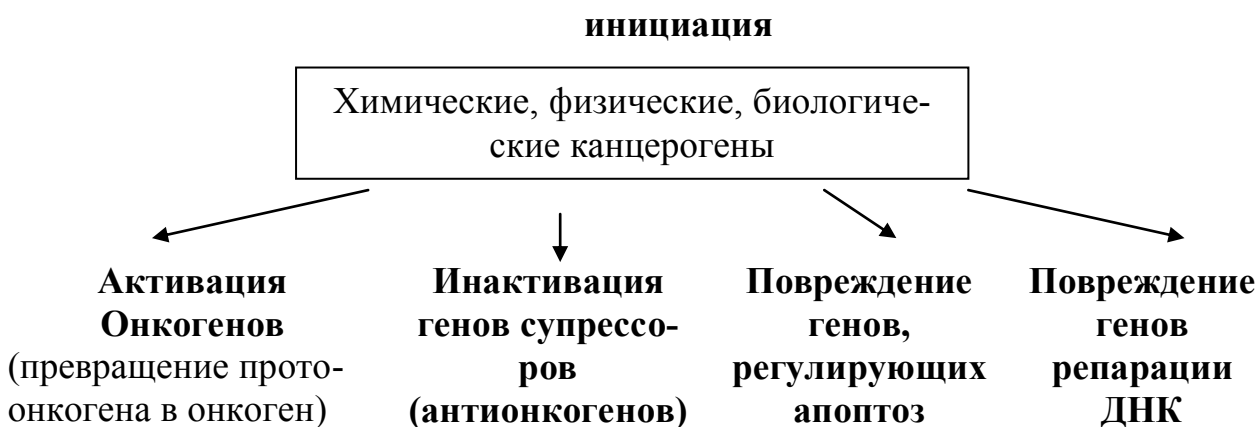 инициация
Химические, физические, биологиче-
ские канцерогены
Активация
Онкогенов
(превращение прото-
онкогена в онкоген)
Инактивация
генов супрессо-
ров
(антионкогенов)
Повреждение
генов,
регулирующих
апоптоз
Повреждение
генов
репарации
ДНК